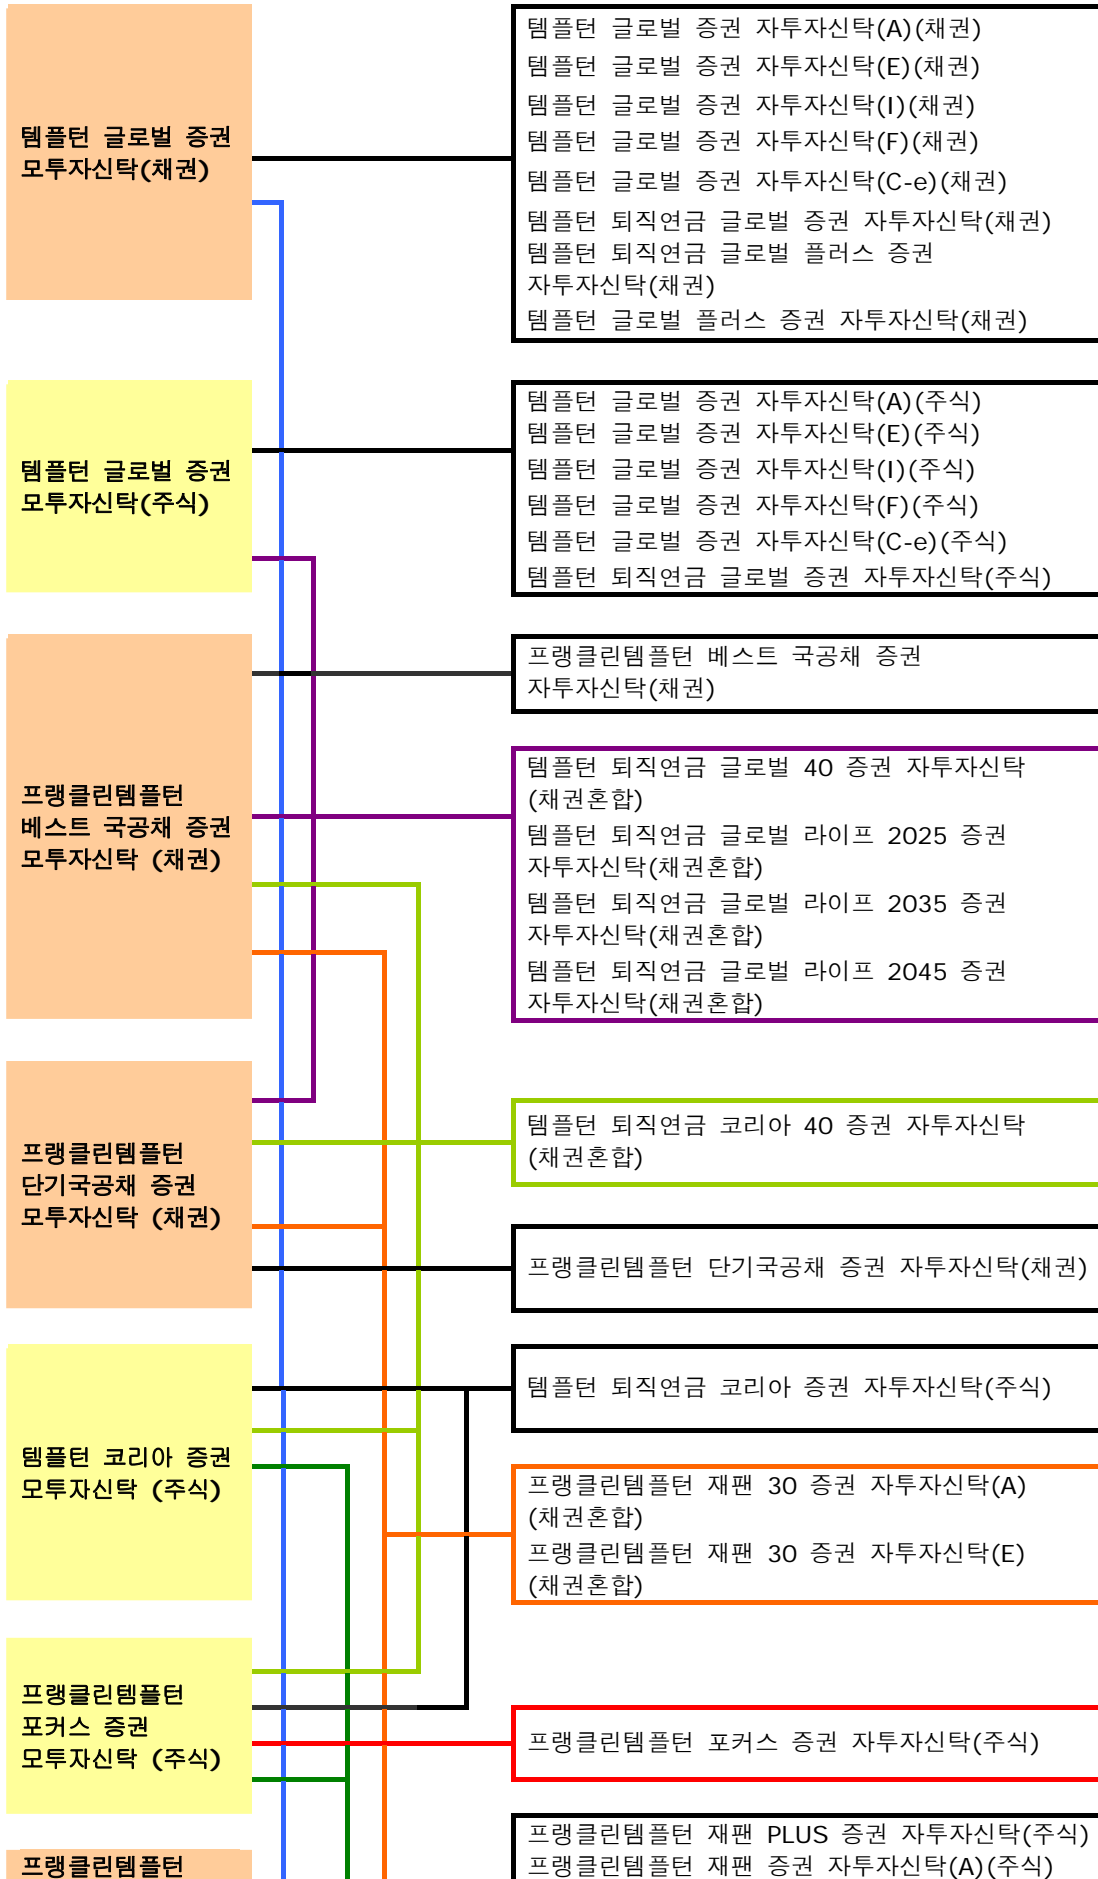 템플턴 글로벌 증권
모투자신탁(채권)
템플턴 글로벌 증권 자투자신탁(A)(채권)
템플턴 글로벌 증권 자투자신탁(E)(채권)
템플턴 글로벌 증권 자투자신탁(I)(채권)
템플턴 글로벌 증권 자투자신탁(F)(채권)
템플턴 글로벌 증권 자투자신탁(C-e)(채권)
템플턴 퇴직연금 글로벌 증권 자투자신탁(채권)
템플턴 퇴직연금 글로벌 플러스 증권
자투자신탁(채권)
템플턴 글로벌 플러스 증권 자투자신탁(채권)
템플턴 글로벌 증권
모투자신탁(주식)
템플턴 글로벌 증권 자투자신탁(A)(주식)
템플턴 글로벌 증권 자투자신탁(E)(주식)
템플턴 글로벌 증권 자투자신탁(I)(주식)
템플턴 글로벌 증권 자투자신탁(F)(주식)
템플턴 글로벌 증권 자투자신탁(C-e)(주식)
템플턴 퇴직연금 글로벌 증권 자투자신탁(주식)
프랭클린템플턴
베스트 국공채 증권
모투자신탁 (채권)
프랭클린템플턴 베스트 국공채 증권
자투자신탁(채권)
템플턴 퇴직연금 글로벌 40 증권 자투자신탁
(채권혼합)
템플턴 퇴직연금 글로벌 라이프 2025 증권
자투자신탁(채권혼합)
템플턴 퇴직연금 글로벌 라이프 2035 증권
자투자신탁(채권혼합)
템플턴 퇴직연금 글로벌 라이프 2045 증권
자투자신탁(채권혼합)
프랭클린템플턴
단기국공채 증권
모투자신탁 (채권)
템플턴 퇴직연금 코리아 40 증권 자투자신탁
(채권혼합)
프랭클린템플턴 단기국공채 증권 자투자신탁(채권)
템플턴 코리아 증권
모투자신탁 (주식)
템플턴 퇴직연금 코리아 증권 자투자신탁(주식)
프랭클린템플턴 재팬 30 증권 자투자신탁(A)
(채권혼합)
프랭클린템플턴 재팬 30 증권 자투자신탁(E)
(채권혼합)
프랭클린템플턴
포커스 증권
모투자신탁 (주식)
프랭클린템플턴 포커스 증권 자투자신탁(주식)
프랭클린템플턴
프랭클린템플턴 재팬 PLUS 증권 자투자신탁(주식)
프랭클린템플턴 재팬 증권 자투자신탁(A)(주식)